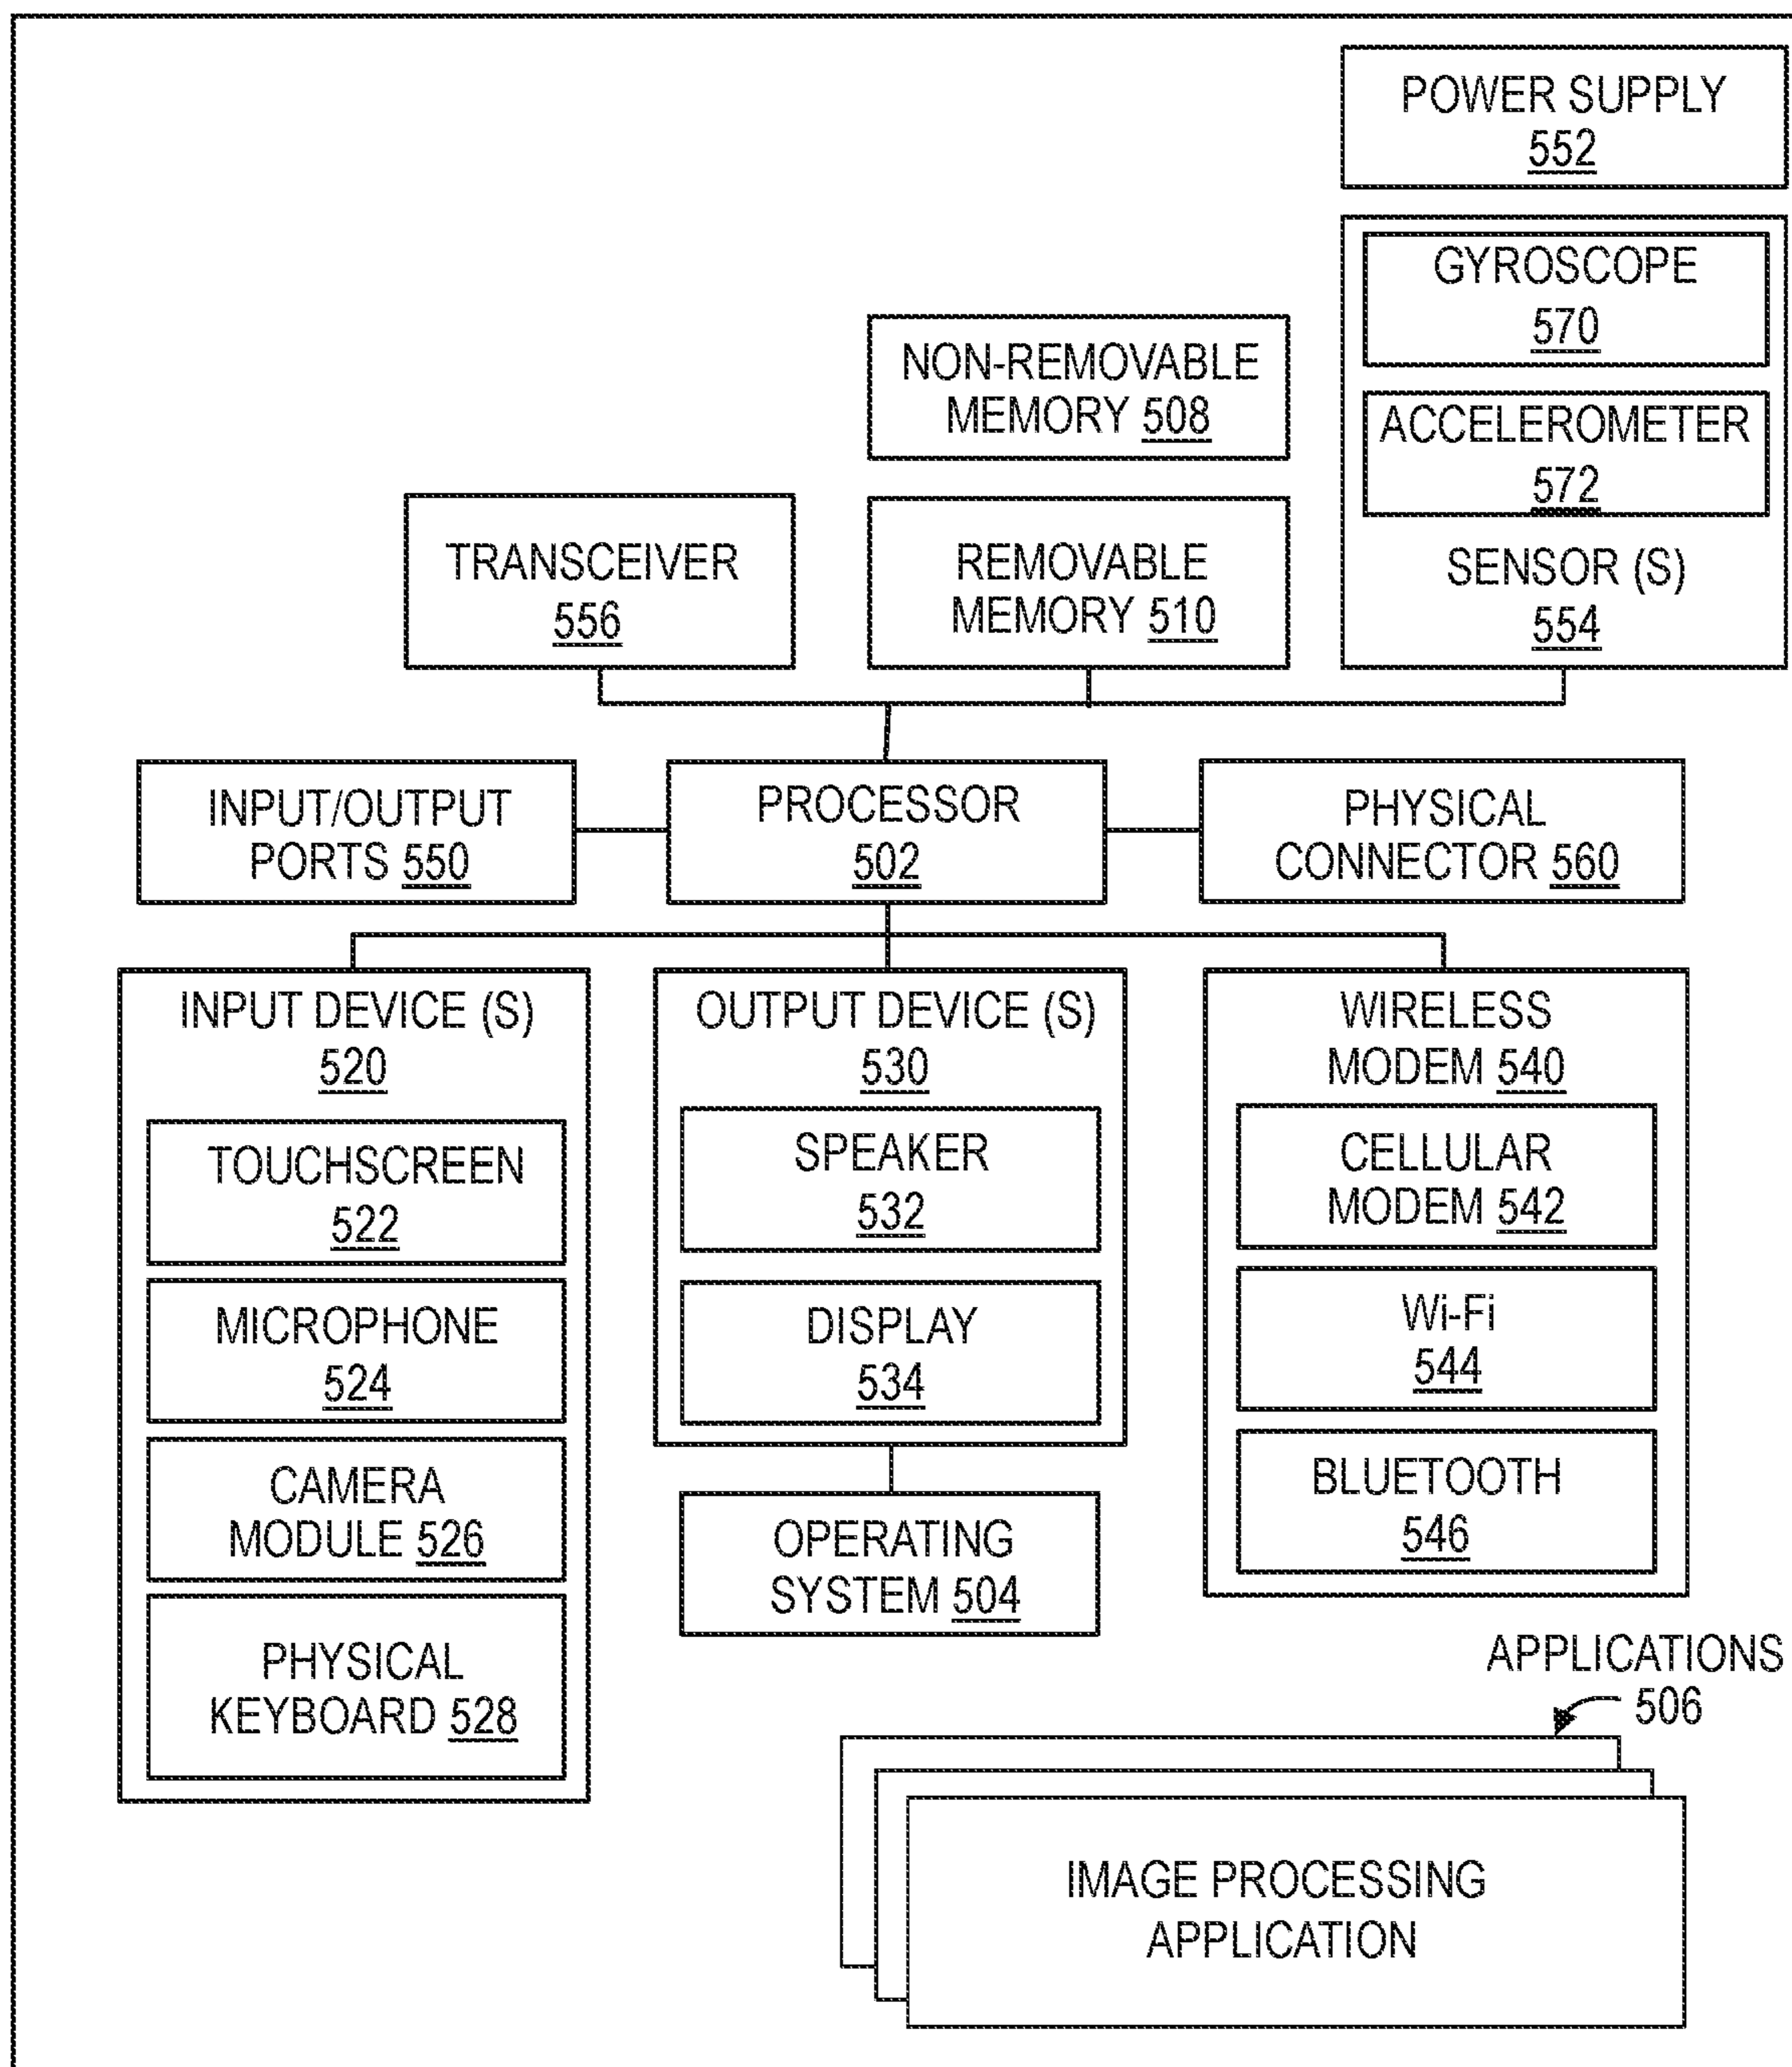 POWER SUPPLY
552
GYROSCOPE
570
ACCELEROMETER
572
SENSOR (S)
554
NON-REMOVABLE
MEMORY 508
REMOVABLE
MEMORY 510
TRANSCEIVER
556
INPUT/OUTPUT
PORTS 550
PROCESSOR
502
PHYSICAL
CONNECTOR 560
INPUT DEVICE (S)
520
TOUCHSCREEN
522
MICROPHONE
524
CAMERA
MODULE 526
PHYSICAL
KEYBOARD 528
OUTPUT DEVICE (S)
530
SPEAKER
532
DISPLAY
534
OPERATING
SYSTEM 504
WIRELESS
MODEM 540
CELLULAR
MODEM 542
Wi-Fi
544
BLUETOOTH
546
APPLICATIONS
506
IMAGE PROCESSING
APPLICATION